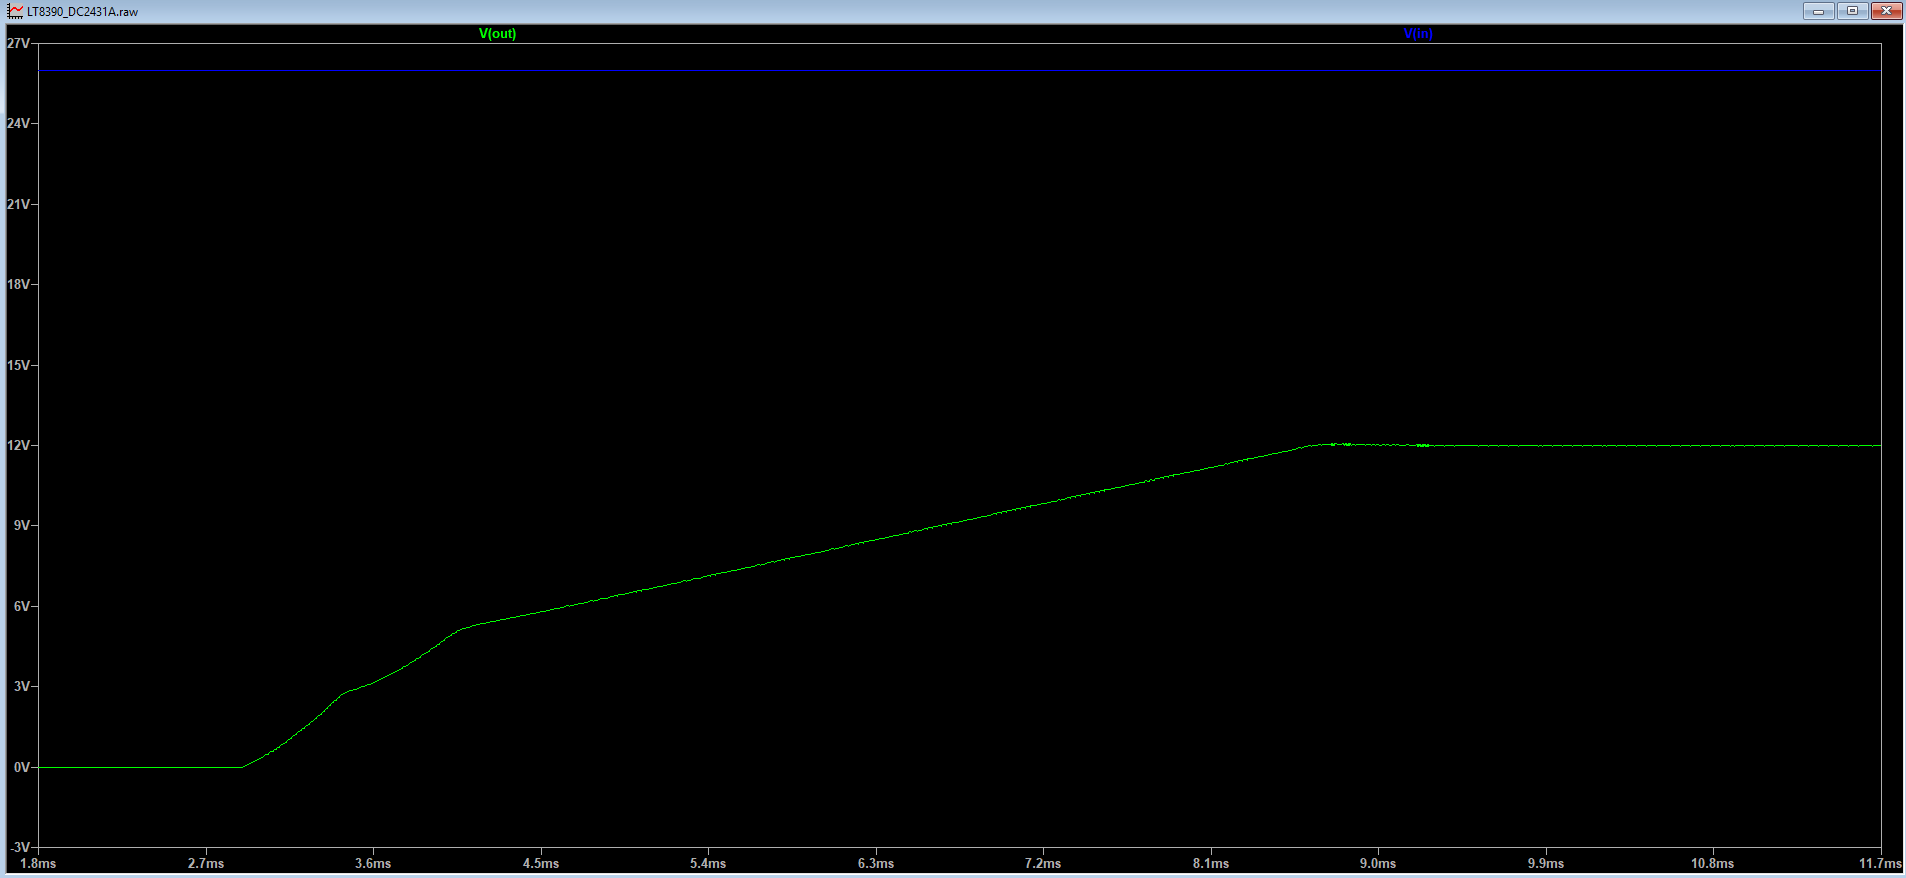 LT8390_DC2431A.raw
V(out) V(in)
27V
24V
21V
18V
15V
12V
9V
6V
3V
0V
-3V
1.8ms 2.7ms 3.6ms 4.5ms 5.4ms 6.3ms 7.2ms 8.1ms 9.0ms 9.9ms 10.8ms 11.7ms